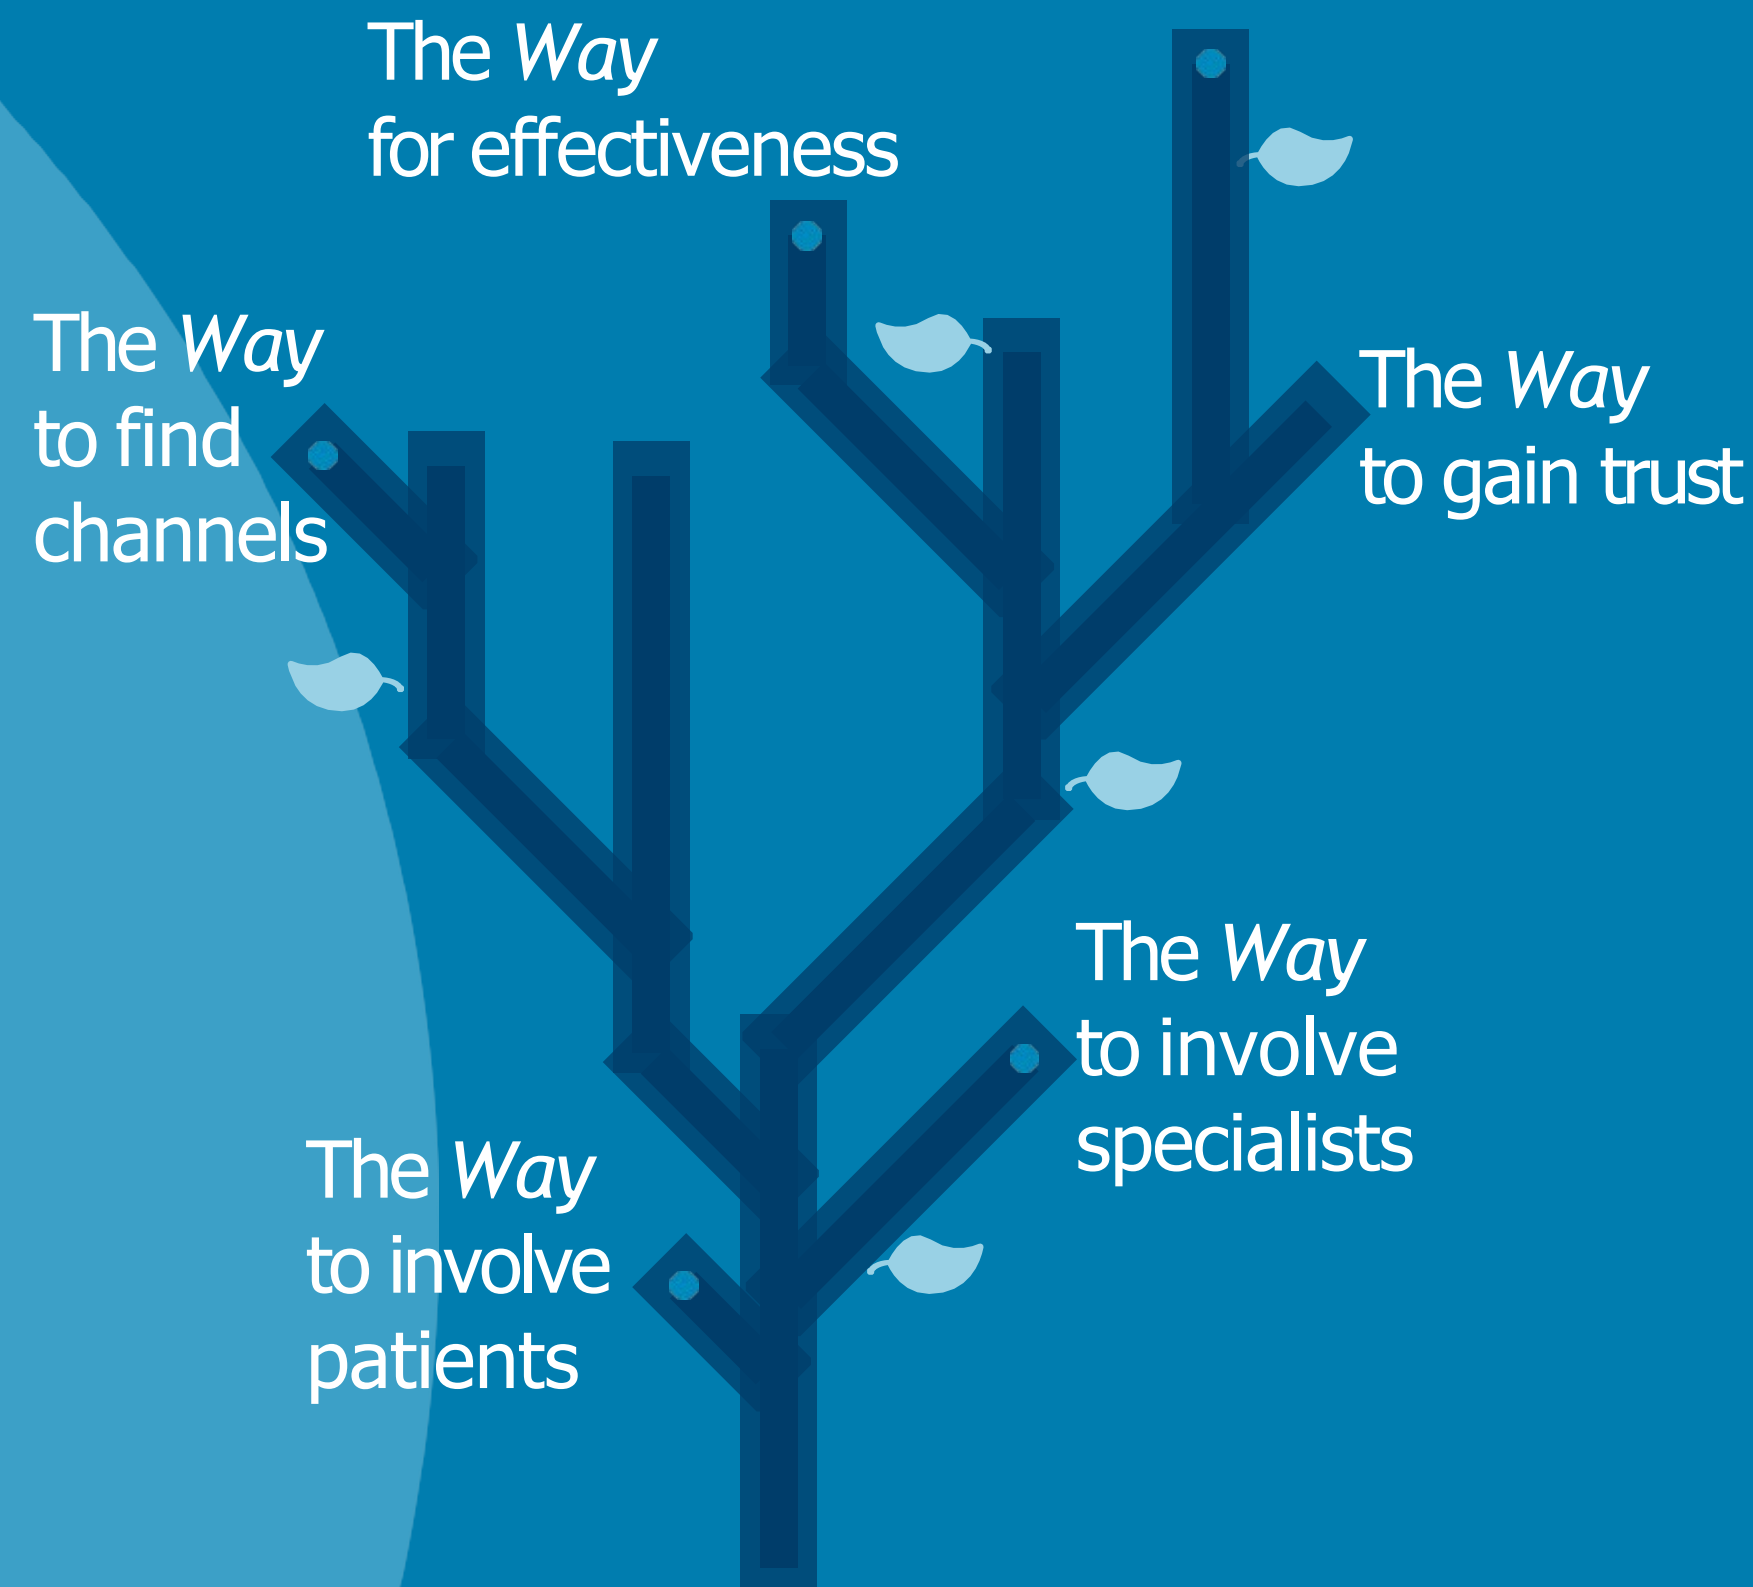 The Way
for effectiveness
The Way
to find
channels
The Way
to gain trust
The Way
to involve
specialists
The Way
to involve
patients